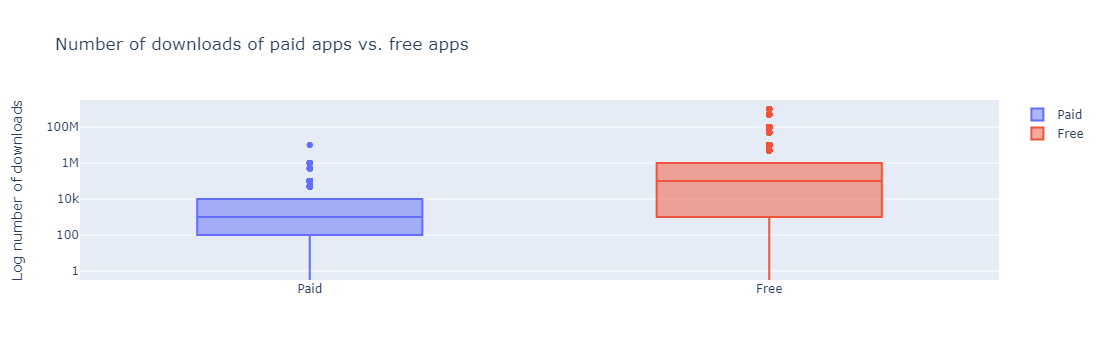 Number of downloads of paid apps vs. free apps
Log number of downloads
100M
1M
10k
100
1
Paid
Free
Paid
Free